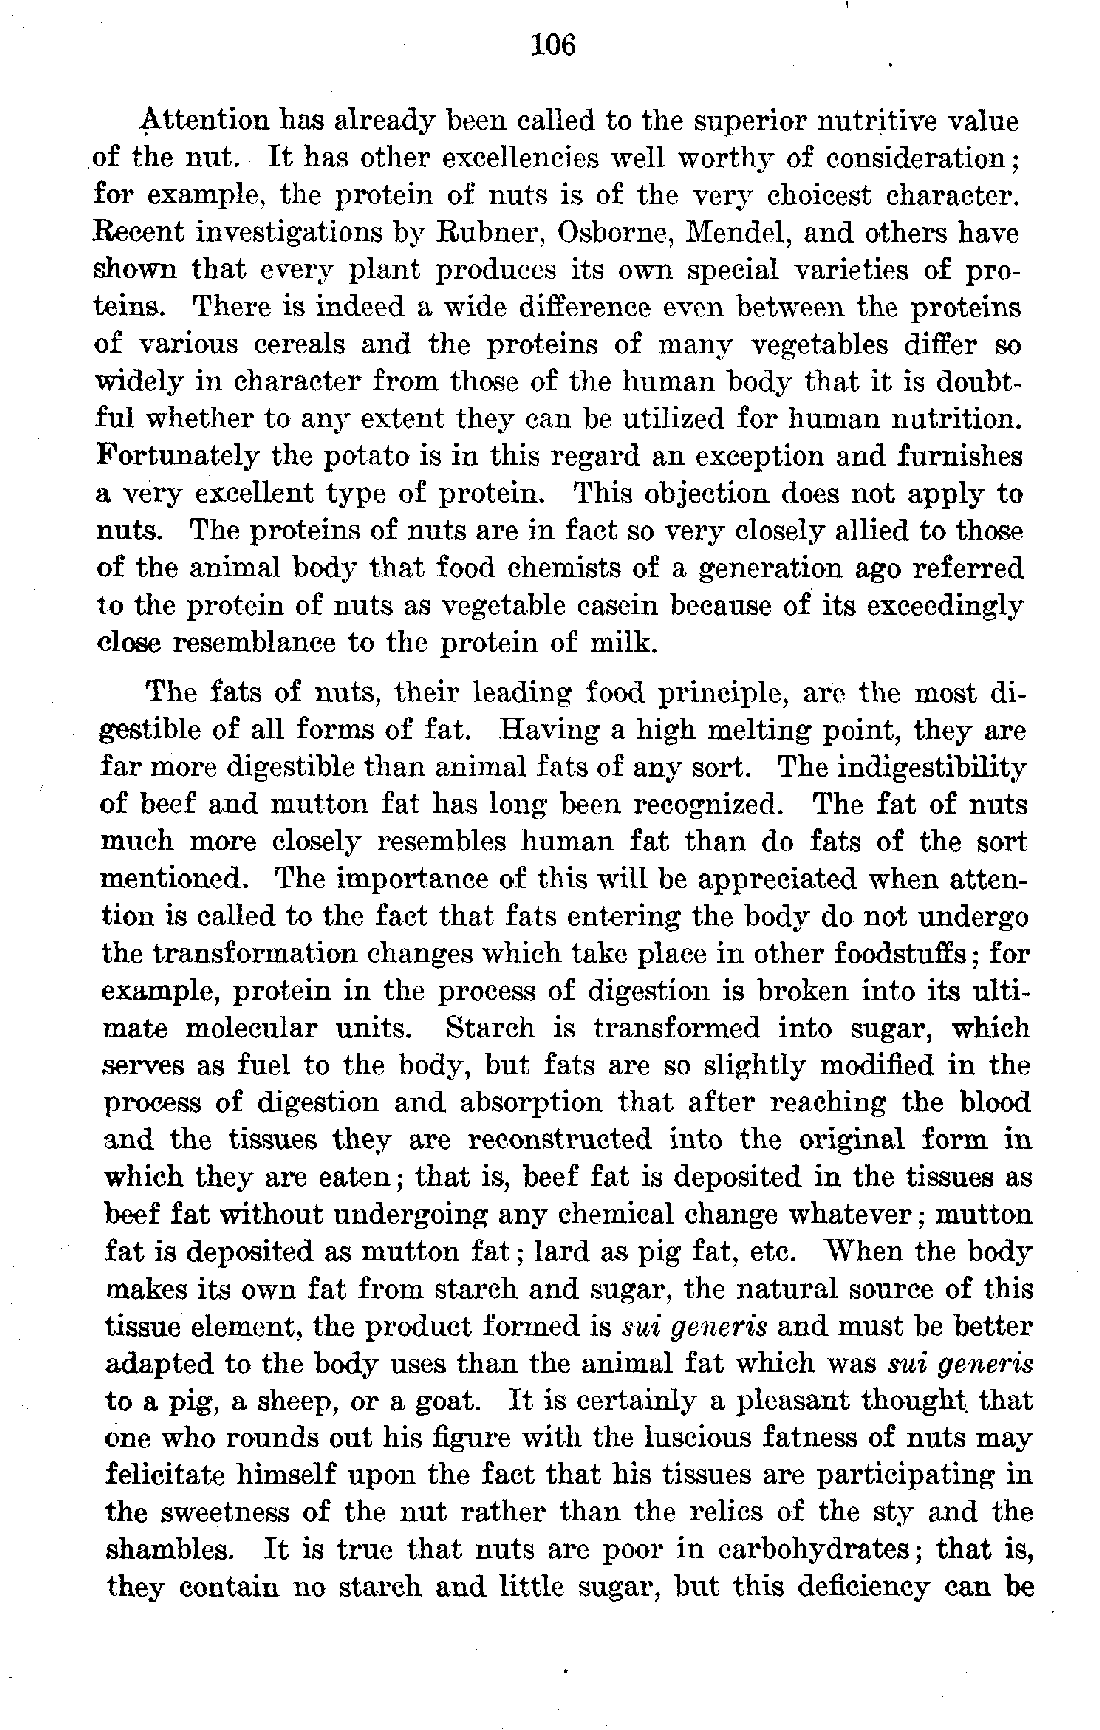 106
Attention has already been called to the superior nutritive value
of the nut. It has other excellencies well worthy of consideration;
for example, the protein of nuts is of the very choicest character.
Recent investigations by Rubner, Osborne, Mendel, and others have
shown that every plant produces its own special varieties of pro-
teins. There is indeed a wide difference even between the proteins
of various cereals and the proteins of many vegetables differ so
widely in character from those of the human body that it is doubt-
ful whether to any extent they can be utilized for human nutrition.
Fortunately the potato is in this regard an exception and furnishes
a very excellent type of protein. This objection does not apply to
nuts. The proteins of nuts are in fact so very closely allied to those
of the animal body that food chemists of a generation ago referred
to the protein of nuts as vegetable casein because of its exceedingly
close resemblance to the protein of milk.
The fats of nuts, their leading food principle, are the most di-
gestible of all forms of fat. Having a high melting point, they are
far more digestible than animal fats of any sort. The indigestibility
of beef and mutton fat has long been recognized. The fat of nuts
much more closely resembles human fat than do fats of the sort
mentioned. The importance of this will be appreciated when atten-
tion is called to the fact that fats entering the body do not undergo
the transformation changes which take place in other foodstuffs; for
example, protein in the process of digestion is broken into its ulti-
mate molecular units. Starch is transformed into sugar, which
serves as fuel to the body, but fats are so slightly modified in the
process of digestion and absorption that after reaching the blood
and the tissues they are reconstructed into the original form in
which they are eaten; that is, beef fat is deposited in the tissues as
beef fat without undergoing any chemical change whatever; mutton
fat is deposited as mutton fat; lard as pig fat, etc. When the body
makes its own fat from starch and sugar, the natural source of this
tissue element, the product formed is sui generis and must be better
adapted to the body uses than the animal fat which was sui generis
to a pig, a sheep, or a goat. It is certainly a pleasant thought that
one who rounds out his figure with the luscious fatness of nuts may
felicitate himself upon the fact that his tissues are participating in
the sweetness of the nut rather than the relics of the sty and the
shambles. It is true that nuts are poor in carbohydrates; that is,
they contain no starch and little sugar, but this deficiency can be